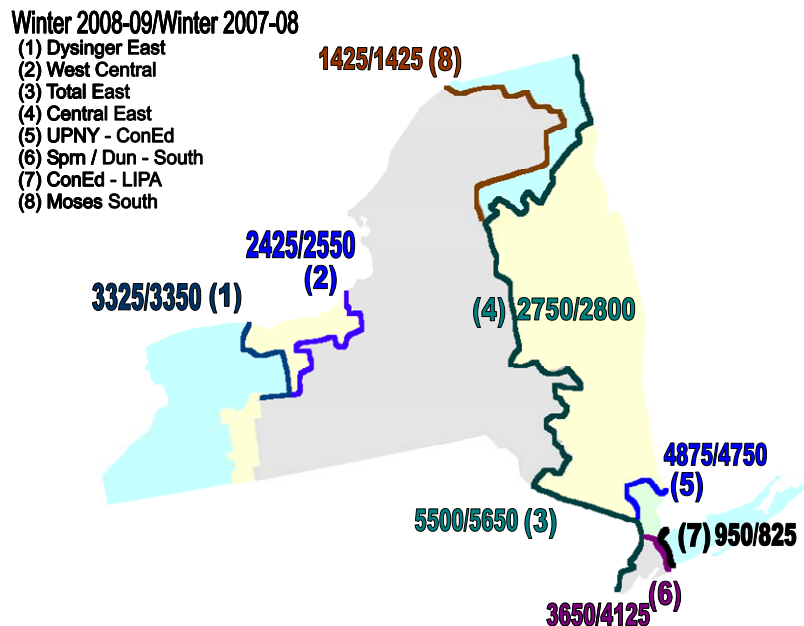 Winter 2008-09/Winter 2007-08
(1) Dysinger East
(2) West Central
(3) Total East
(4) Central East
(5) UPNY - ConEd
(6) Sprn / Dun - South
(7) ConEd - LIPA
(8) Moses South
1425/1425 (8)
2425/2550
(2)
3325/3350 (1)
(4) 2750/2800
4875/4750
(5)
5500/5650 (3)
(7) 950/825
(6)
3650/4125